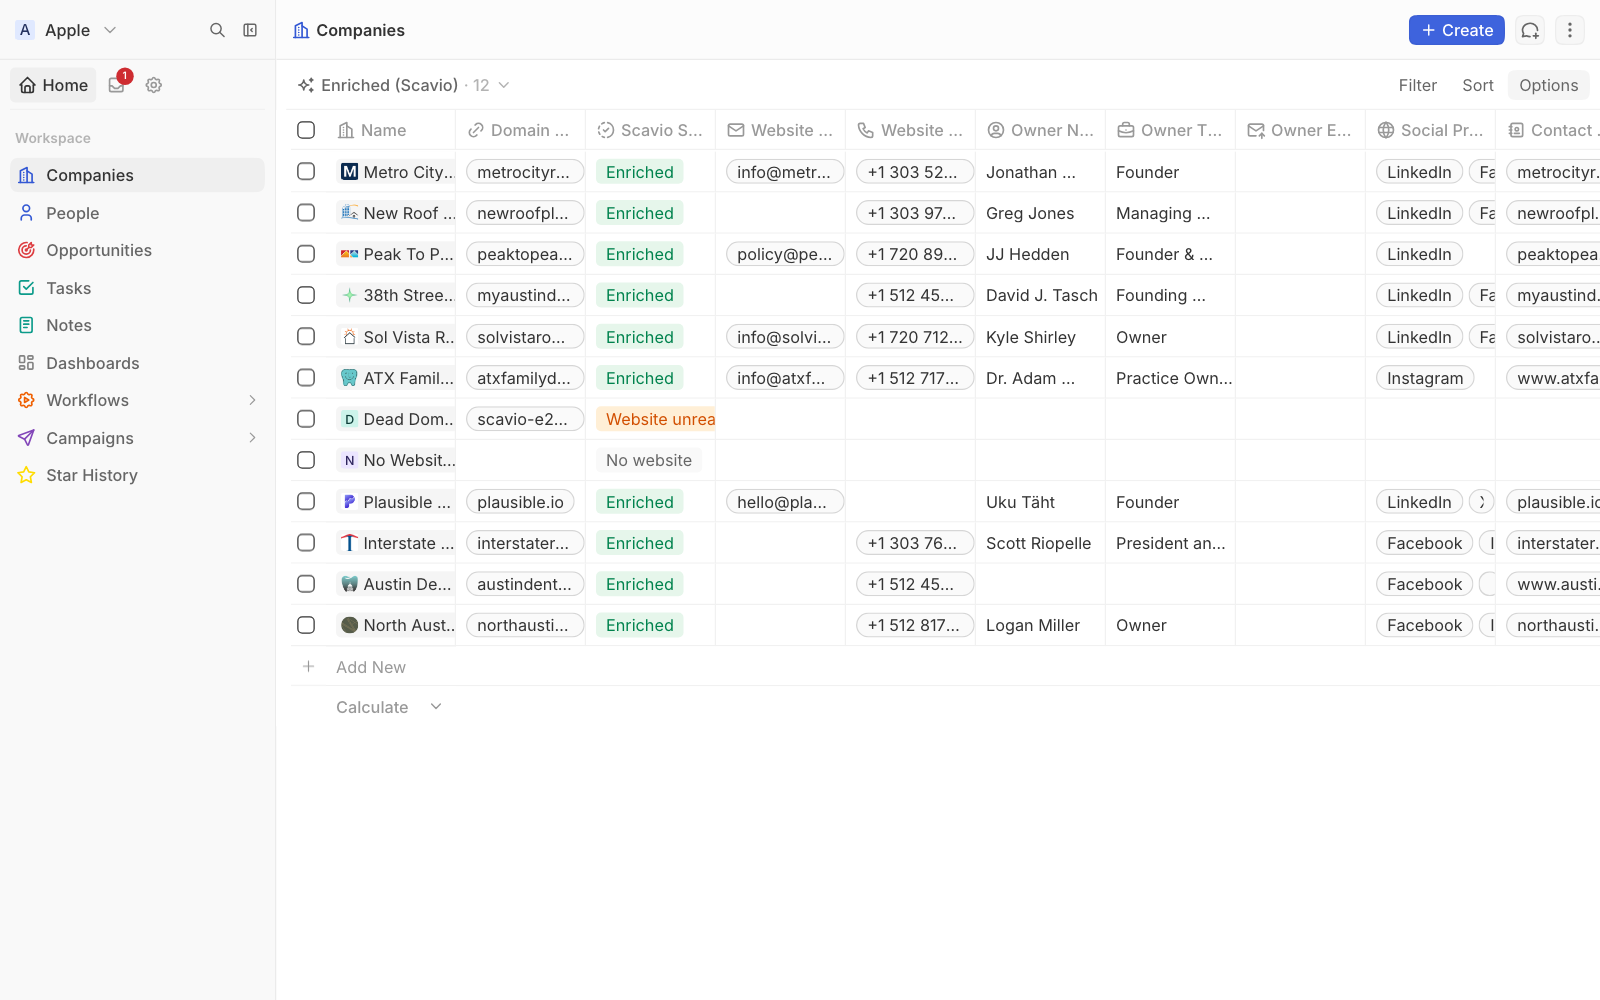 A Apple
Companies
+ Create
Home
1
Enriched (Scavio) · 12
Filter
Sort
Options
Workspace
Companies
People
Opportunities
Tasks
Notes
Dashboards
Workflows
Campaigns
Star History
Name Domain ... Scavio S... Website ... Website ... Owner N... Owner T... Owner E... Social Pr... Contact
M Metro City... metrocityr... Enriched info@metr... +1 303 52... Jonathan ... Founder LinkedIn Fa metrocityr.
New Roof ... newroofpl... Enriched +1 303 97... Greg Jones Managing ... LinkedIn Fa newroofpl.
Peak To P... peaktopea... Enriched policy@pe... +1 720 89... JJ Hedden Founder & ... LinkedIn peaktopea
38th Stree... myaustind... Enriched +1 512 45... David J. Tasch Founding ... LinkedIn Fa myaustind.
Sol Vista R... solvistaro... Enriched info@solvi... +1 720 712... Kyle Shirley Owner LinkedIn Fa solvistaro..
ATX Famil... atxfamilyd... Enriched info@atxf... +1 512 717... Dr. Adam ... Practice Own... Instagram www.atxfa
D Dead Dom... scavio-e2... Website unrea
N No Websit... No website
Plausible ... plausible.io Enriched hello@pla... Uku Täht Founder LinkedIn plausible.io
Interstate ... interstater... Enriched +1 303 76... Scott Riopelle President an... Facebook interstater.
Austin De... austindent... Enriched +1 512 45... Facebook www.austi.
North Aust... northausti... Enriched +1 512 817... Logan Miller Owner Facebook northausti.
+ Add New
Calculate